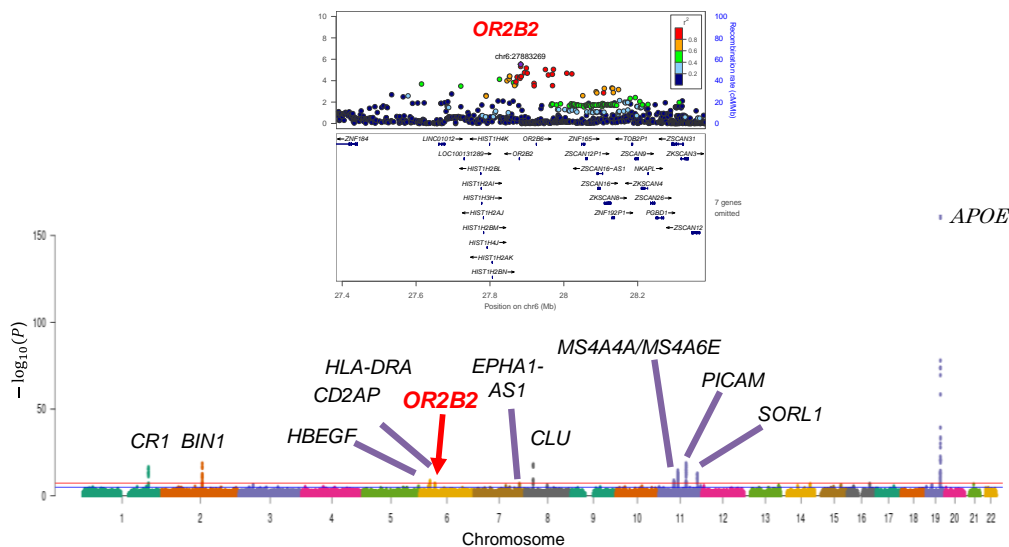 OR2B2
chr6:27883269
r²
0.8
0.6
0.4
0.2
10
8
6
4
2
0
100
80
60
40
20
0
Recombination rate (cM/Mb)
ZNF184
LINC01012
HIST1H4K
OR2B6
ZNF165
TOB2P1
ZSCAN31
LOC100131289
OR2B2
ZSCAN12P1
ZSCAN9
ZKSCAN3
HIST1H2BL
ZSCAN16-AS1
NKAPL
HIST1H2AI
ZSCAN16
ZKSCAN4
HIST1H3H
ZKSCAN8
ZSCAN26
HIST1H2AJ
ZNF192P1
PGBD1
HIST1H2BM
ZSCAN12
HIST1H4J
HIST1H2AK
HIST1H2BN
7 genes
omitted
27.4
27.6
27.8
28
28.2
Position on chr6 (Mb)
APOE
150
100
50
0
−log₁₀(P)
MS4A4A/MS4A6E
HLA-DRA
EPHA1-
AS1
CD2AP
OR2B2
PICAM
SORL1
HBEGF
CR1
BIN1
CLU
1
2
3
4
5
6
7
8
9
10
11
12
13
14
15
16
17
18
19
20
21
22
Chromosome